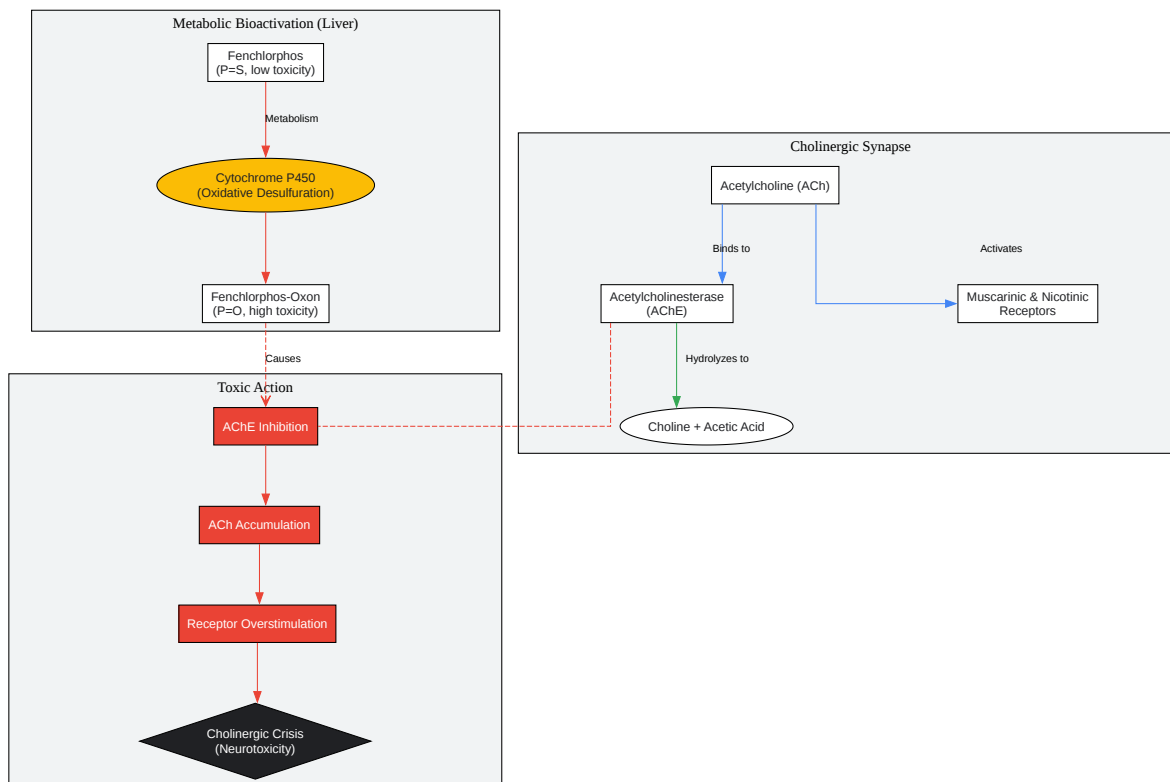 Metabolic Bioactivation (Liver)
Fenchlorphos
(P=S, low toxicity)
Metabolism
Cytochrome P450
(Oxidative Desulfuration)
Fenchlorphos-Oxon
(P=O, high toxicity)
Causes
Toxic Action
AChE Inhibition
ACh Accumulation
Receptor Overstimulation
Cholinergic Crisis
(Neurotoxicity)
Cholinergic Synapse
Acetylcholine (ACh)
Binds to
Activates
Acetylcholinesterase
(AChE)
Muscarinic & Nicotinic
Receptors
Hydrolyzes to
Choline + Acetic Acid